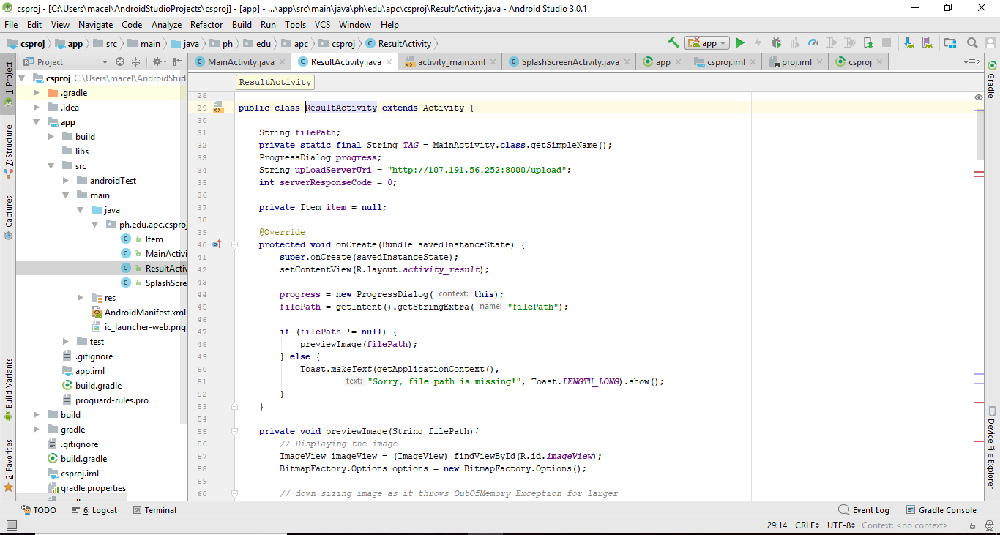 csproj - [C:\Users\macel\AndroidStudioProjects\csproj] - [app] - ...\app\src\main\java\ph\edu\apc\csproj\ResultActivity.java - Android Studio 3.0.1
File Edit View Navigate Code Analyze Refactor Build Run Tools VCS Window Help
csproj app src main java ph edu apc csproj ResultActivity app
Project MainActivity.java ResultActivity.java activity_main.xml SplashScreenActivity.java app csproj.iml proj.iml csproj 2
1: Project
Z: Structure
Captures
Build Variants
2: Favorites
csproj C:\Users\macel\AndroidStudi
.gradle
.idea
app
build
libs
src
androidTest
main
java
ph.edu.apc.csproj
Item
MainActivi
ResultActiv
SplashScree
res
AndroidManifest.xml
ic_launcher-web.png
test
.gitignore
app.iml
build.gradle
proguard-rules.pro
build
gradle
.gitignore
build.gradle
csproj.iml
gradle.properties
ResultActivity
28
29 public class ResultActivity extends Activity {
30
31 String filePath;
32 private static final String TAG = MainActivity.class.getSimpleName();
33 ProgressDialog progress;
34 String upLoadServerUri = "http://107.191.56.252:8000/upload";
35 int serverResponseCode = 0;
36
37 private Item item = null;
38
39 @Override
40 protected void onCreate(Bundle savedInstanceState) {
41 super.onCreate(savedInstanceState);
42 setContentView(R.layout.activity_result);
43
44 progress = new ProgressDialog( context: this);
45 filePath = getIntent().getStringExtra( name: "filePath");
46
47 if (filePath != null) {
48 previewImage(filePath);
49 } else {
50 Toast.makeText(getApplicationContext(),
51 text: "Sorry, file path is missing!", Toast.LENGTH_LONG).show();
52 }
53 }
54
55 private void previewImage(String filePath){
56 // Displaying the image
57 ImageView imageView = (ImageView) findViewById(R.id.imageView);
58 BitmapFactory.Options options = new BitmapFactory.Options();
59
60 // down sizing image as it throws OutOfMemory Exception for larger
Gradle
Device File Explorer
TODO 6: Logcat Terminal Event Log Gradle Console
29:14 CRLF UTF-8 Context: <no context>